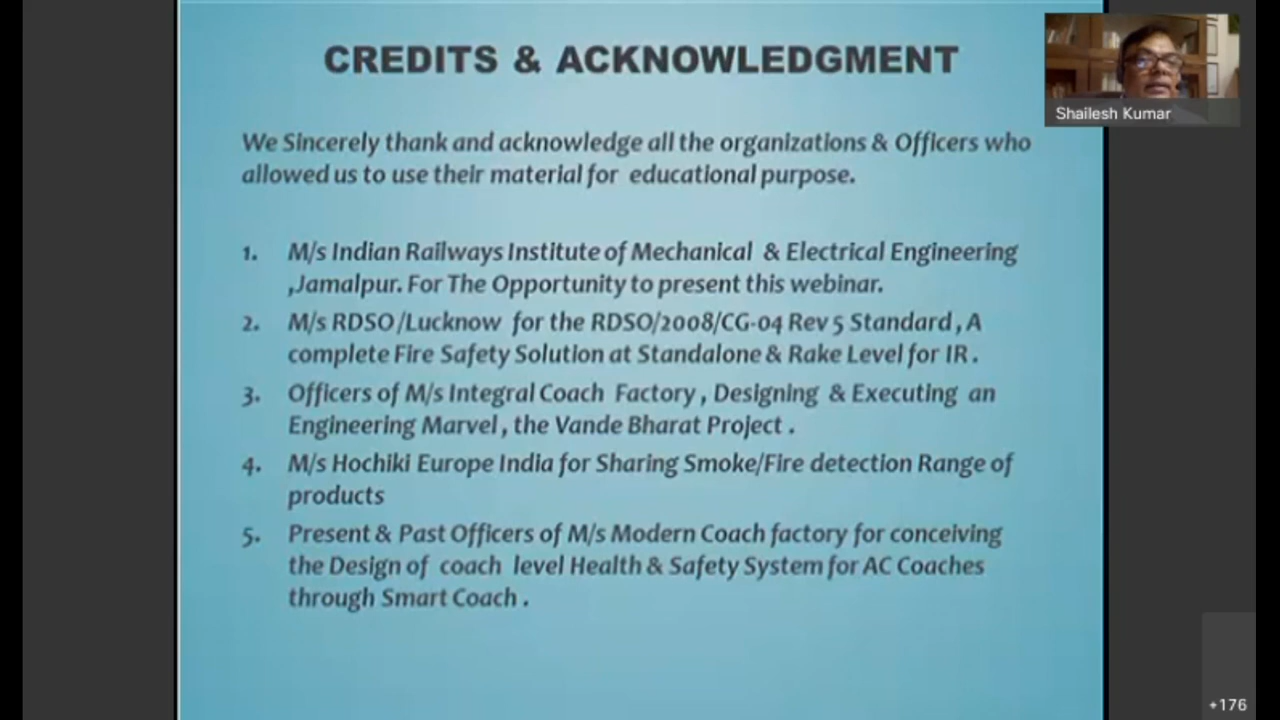 CREDITS & ACKNOWLEDGMENT
Shailesh Kumar
We Sincerely thank and acknowledge all the organizations & Officers who
allowed us to use their material for educational purpose.
1. M/s Indian Railways Institute of Mechanical & Electrical Engineering
,Jamalpur. For The Opportunity to present this webinar.
2. M/s RDSO/Lucknow for the RDSO/2008/CG-04 Rev 5 Standard , A
complete Fire Safety Solution at Standalone & Rake Level for IR .
3. Officers of M/s Integral Coach Factory , Designing & Executing an
Engineering Marvel , the Vande Bharat Project .
4. M/s Hochiki Europe India for Sharing Smoke/Fire detection Range of
products
5. Present & Past Officers of M/s Modern Coach factory for conceiving
the Design of coach level Health & Safety System for AC Coaches
through Smart Coach .
+176